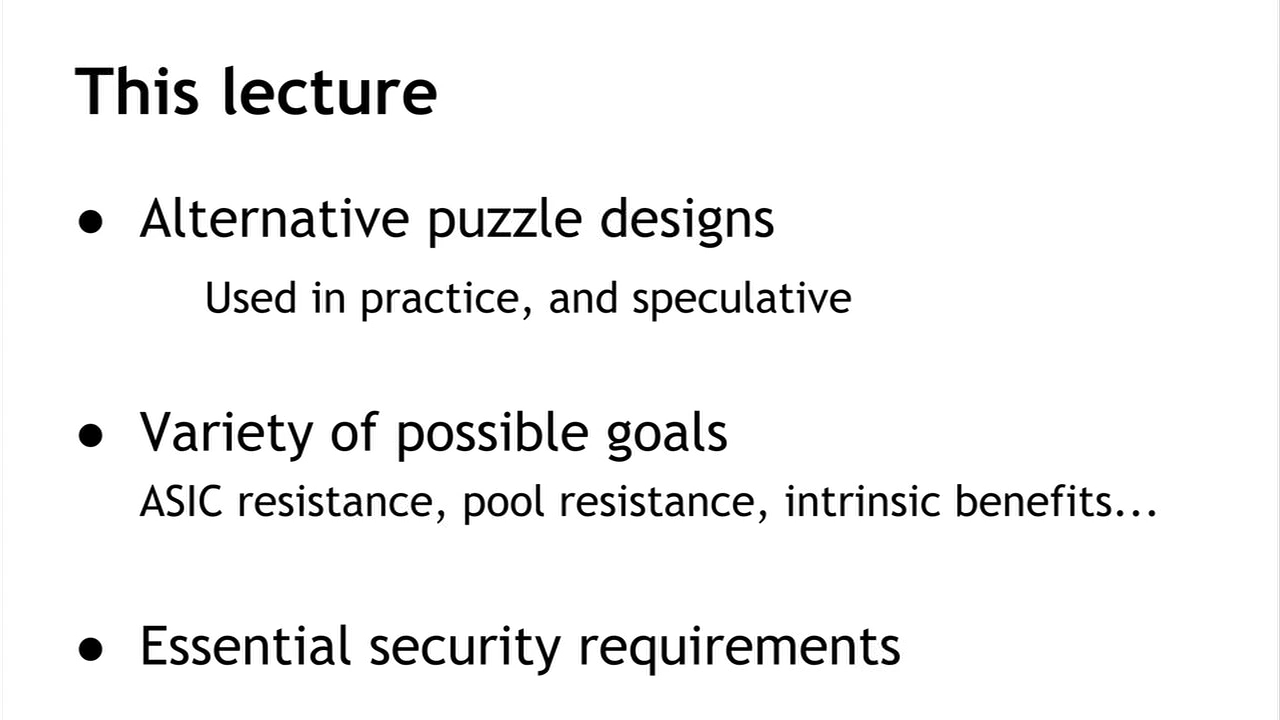 This lecture
● Alternative puzzle designs
Used in practice, and speculative
● Variety of possible goals
ASIC resistance, pool resistance, intrinsic benefits...
● Essential security requirements